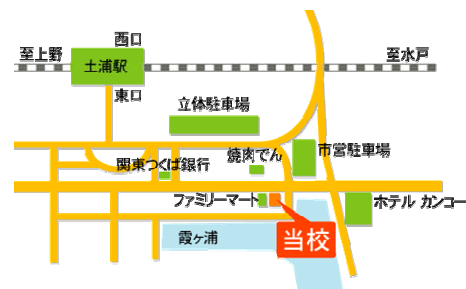 西口
至上野
至水戸
土浦駅
東口
立体駐車場
市営駐車場
焼肉でん
関東つくば銀行
ファミリーマート
ホテル カンコー
当校
霞ヶ浦